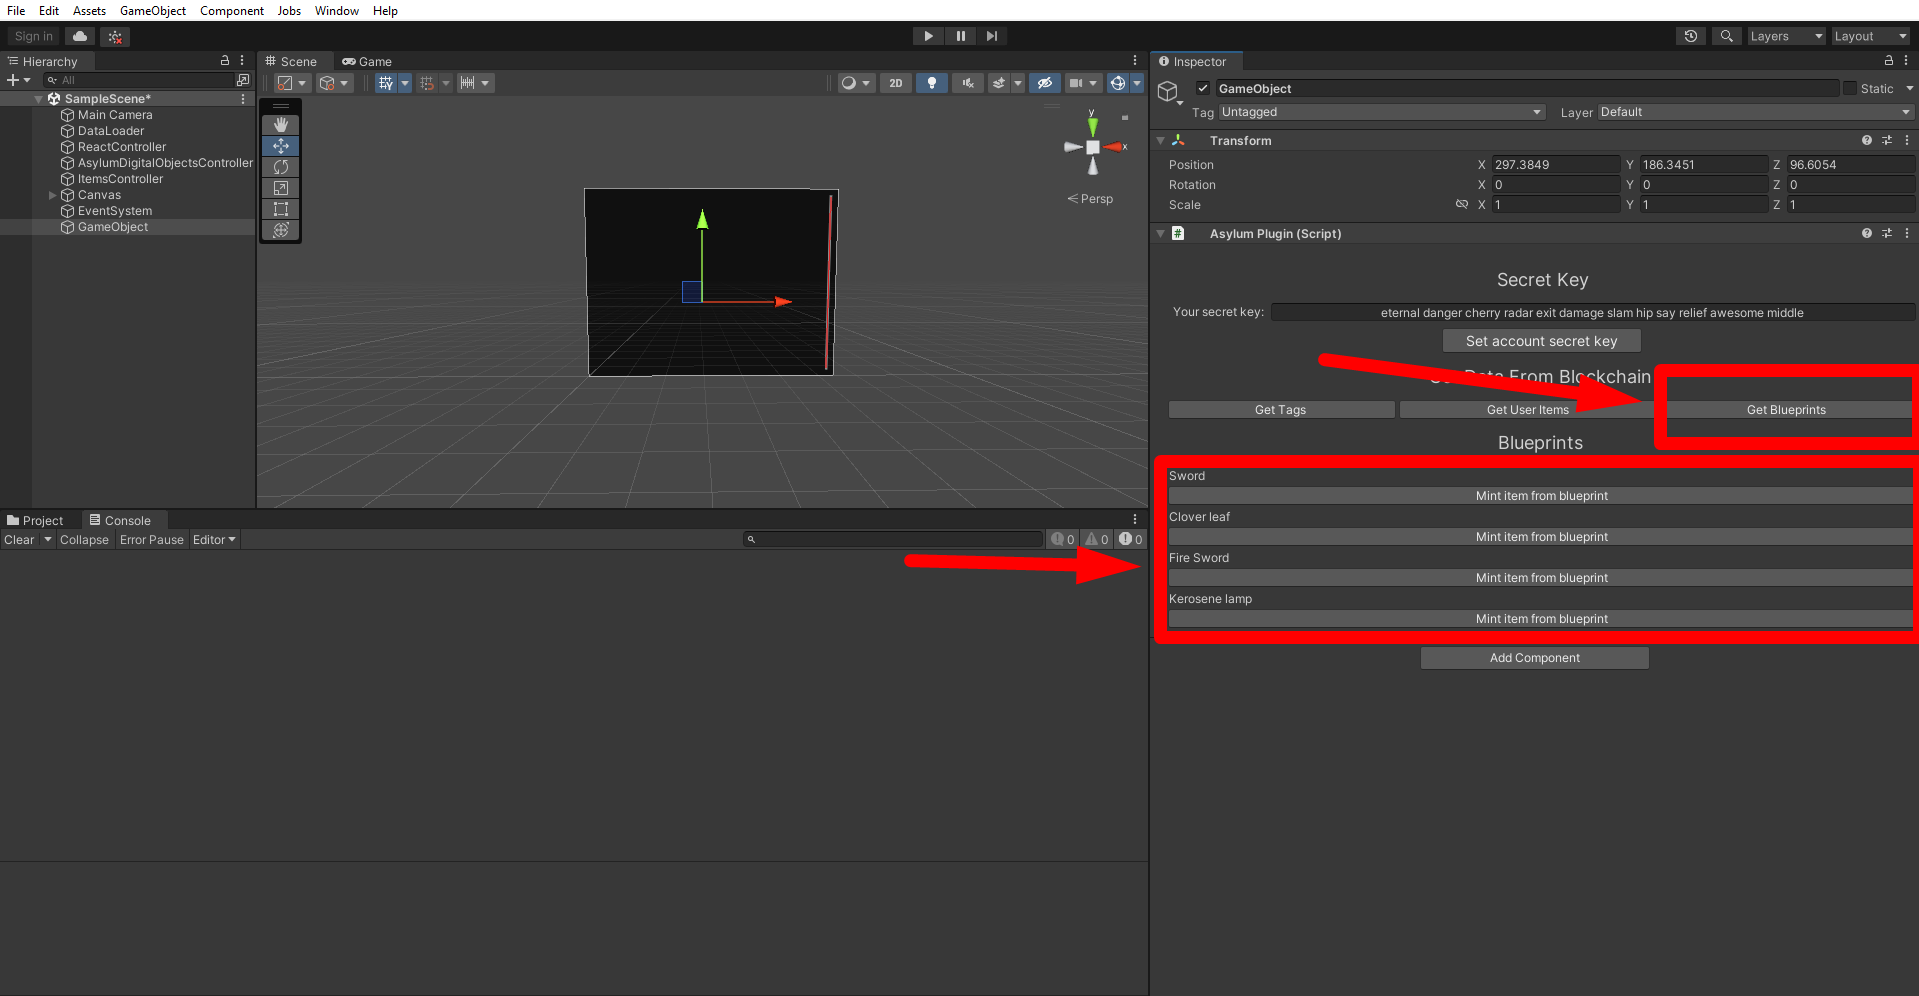 File Edit Assets GameObject Component Jobs Window Help
Sign in
Layers Layout
Hierarchy
All
SampleScene*
Main Camera
DataLoader
ReactController
AsylumDigitalObjectsController
ItemsController
Canvas
EventSystem
GameObject
Scene Game
2D
y
x
Persp
Project Console
Clear Collapse Error Pause Editor
0 0 0
Inspector
GameObject Static
Tag Untagged Layer Default
Transform
Position X 297.3849 Y 186.3451 Z 96.6054
Rotation X 0 Y 0 Z 0
Scale X 1 Y 1 Z 1
# Asylum Plugin (Script)
Secret Key
Your secret key: eternal danger cherry radar exit damage slam hip say relief awesome middle
Set account secret key
From Blockchain
Get Tags Get User Items Get Blueprints
Blueprints
Sword
Mint item from blueprint
Clover leaf
Mint item from blueprint
Fire Sword
Mint item from blueprint
Kerosene lamp
Mint item from blueprint
Add Component